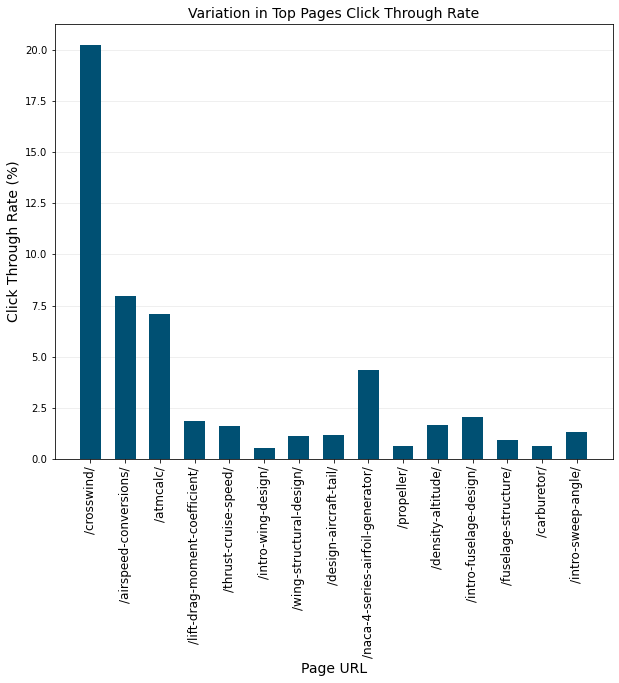 Variation in Top Pages Click Through Rate
Click Through Rate (%)
20.0
17.5
15.0
12.5
10.0
7.5
5.0
2.5
0.0
/crosswind/
/airspeed-conversions/
/atmcalc/
/lift-drag-moment-coefficient/
/thrust-cruise-speed/
/intro-wing-design/
/wing-structural-design/
/design-aircraft-tail/
/naca-4-series-airfoil-generator/
/propeller/
/density-altitude/
/intro-fuselage-design/
/fuselage-structure/
/carburetor/
/intro-sweep-angle/
Page URL